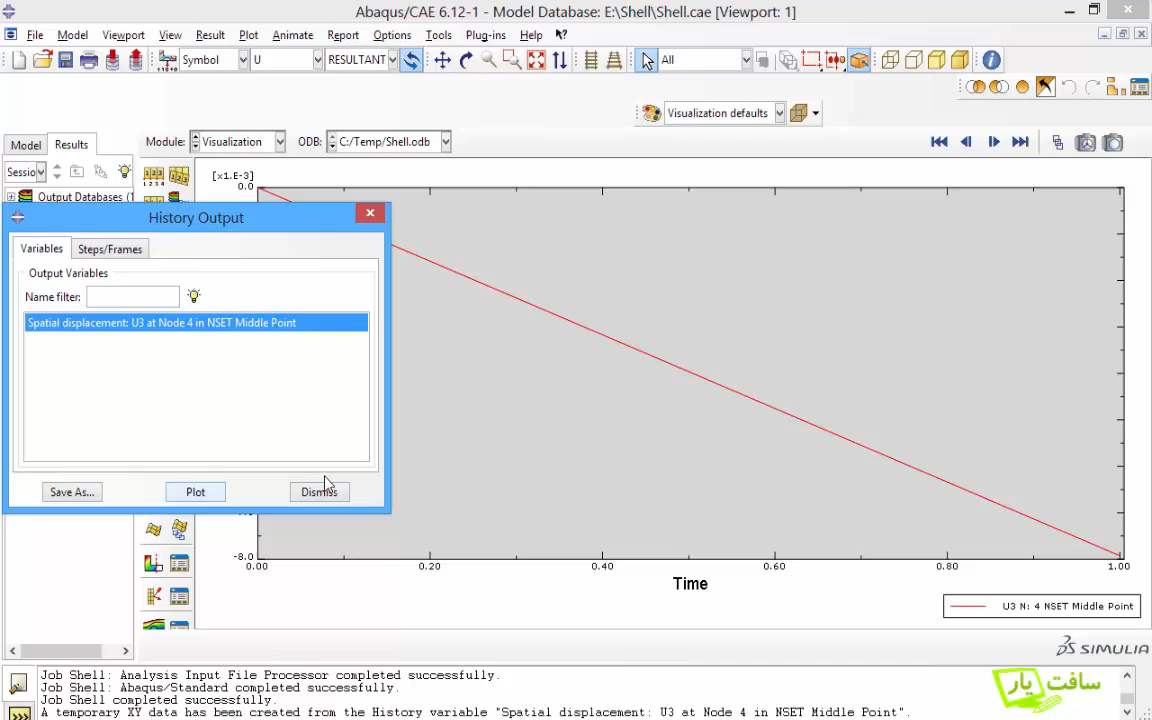 Abaqus/CAE 6.12-1 - Model Database: E:\Shell\Shell.cae [Viewport: 1]
File Model Viewport View Result Plot Animate Report Options Tools Plug-ins Help
Symbol U RESULTANT All
Visualization defaults
Model Results Module: Visualization ODB: C:/Temp/Shell.odb
Sessio
Output Databases (1
[x1.E-3]
0.0
History Output
Variables Steps/Frames
Output Variables
Name filter:
Spatial displacement: U3 at Node 4 in NSET Middle Point
Save As... Plot Dismiss
-8.0
0.00 0.20 0.40 0.60 0.80 1.00
Time
U3 N: 4 NSET Middle Point
SIMULIA
Job Shell: Analysis Input File Processor completed successfully.
Job Shell: Abaqus/Standard completed successfully.
Job Shell completed successfully.
A temporary XY data has been created from the History variable "Spatial displacement: U3 at Node 4 in NSET Middle Point".
سافت یار